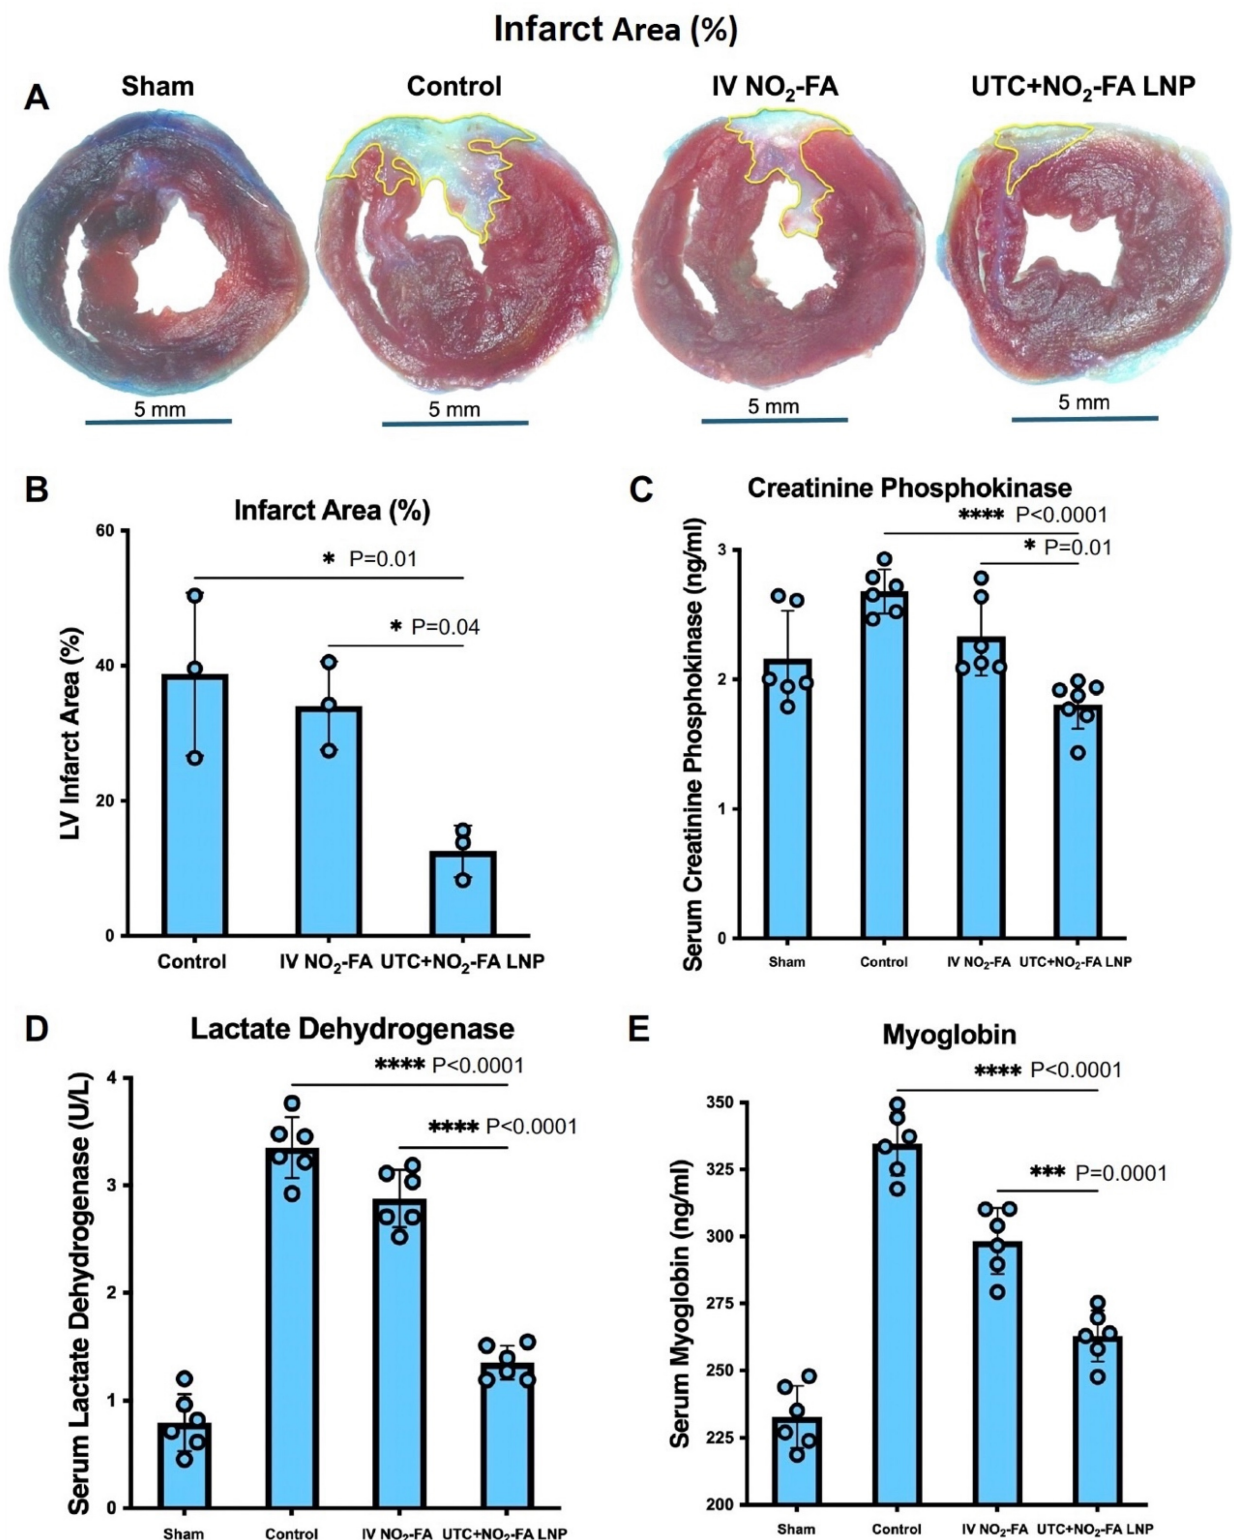 Infarct Area (%)
A
Sham
Control
IV NO₂-FA
UTC+NO₂-FA LNP
5 mm
5 mm
5 mm
5 mm
B
Infarct Area (%)
* P=0.01
* P=0.04
LV Infarct Area (%)
60
40
20
0
Control
IV NO₂-FA
UTC+NO₂-FA LNP
C
Creatinine Phosphokinase
**** P<0.0001
* P=0.01
Serum Creatinine Phosphokinase (ng/ml)
3
2
1
0
Sham
Control
IV NO₂-FA
UTC+NO₂-FA LNP
D
Lactate Dehydrogenase
**** P<0.0001
**** P<0.0001
Serum Lactate Dehydrogenase (U/L)
4
3
2
1
0
Sham
Control
IV NO₂-FA
UTC+NO₂-FA LNP
E
Myoglobin
**** P<0.0001
*** P=0.0001
Serum Myoglobin (ng/ml)
350
325
300
275
250
225
200
Sham
Control
IV NO₂-FA
UTC+NO₂-FA LNP